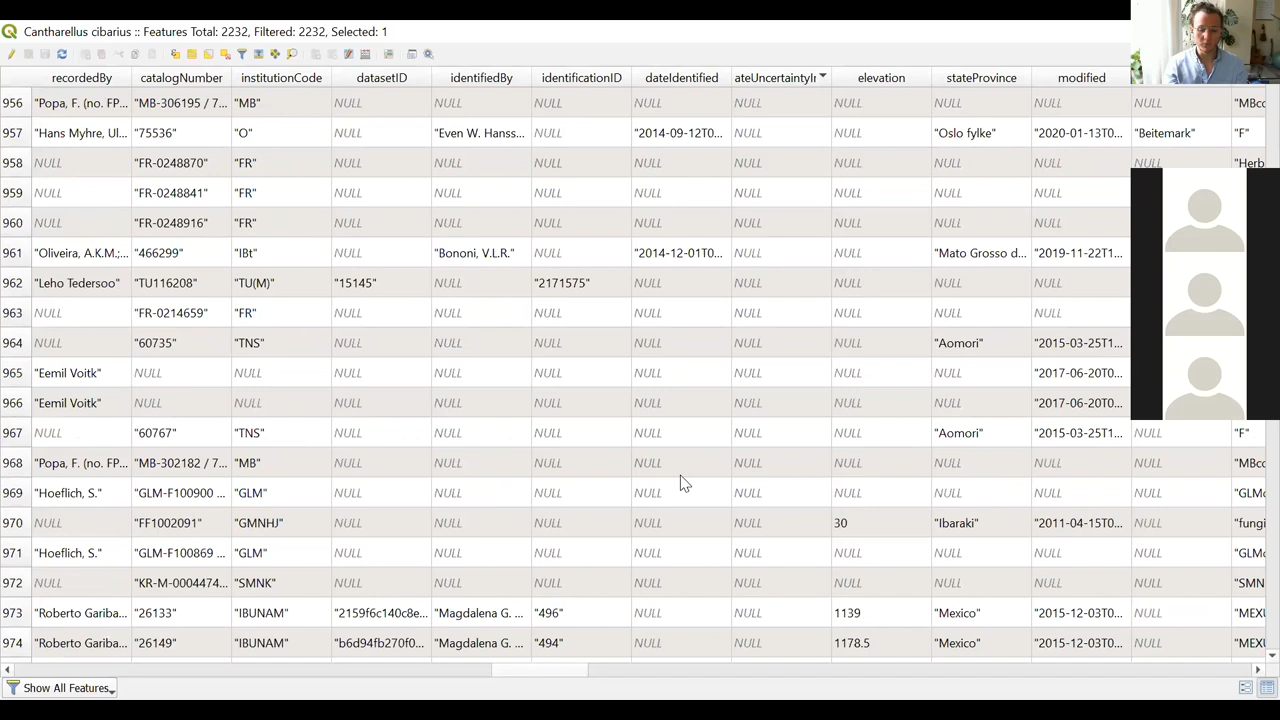 Cantharellus cibarius :: Features Total: 2232, Filtered: 2232, Selected: 1
recordedBy catalogNumber institutionCode datasetID identifiedBy identificationID dateIdentified ateUncertaintyIr elevation stateProvince modified
956 "Popa, F. (no. FP... "MB-306195 / 7... "MB" NULL NULL NULL NULL NULL NULL NULL NULL NULL "MBcc
957 "Hans Myhre, Ul... "75536" "O" NULL "Even W. Hanss... NULL "2014-09-12T0... NULL NULL "Oslo fylke" "2020-01-13T0... "Beitemark" "F"
958 NULL "FR-0248870" "FR" NULL NULL NULL NULL NULL NULL NULL NULL NULL "Herb
959 NULL "FR-0248841" "FR" NULL NULL NULL NULL NULL NULL NULL NULL
960 NULL "FR-0248916" "FR" NULL NULL NULL NULL NULL NULL NULL NULL
961 "Oliveira, A.K.M.;... "466299" "IBt" NULL "Bononi, V.L.R." NULL "2014-12-01T0... NULL NULL "Mato Grosso d... "2019-11-22T1...
962 "Leho Tedersoo" "TU116208" "TU(M)" "15145" NULL "2171575" NULL NULL NULL NULL NULL
963 NULL "FR-0214659" "FR" NULL NULL NULL NULL NULL NULL NULL NULL
964 NULL "60735" "TNS" NULL NULL NULL NULL NULL NULL "Aomori" "2015-03-25T1...
965 "Eemil Voitk" NULL NULL NULL NULL NULL NULL NULL NULL NULL "2017-06-20T0...
966 "Eemil Voitk" NULL NULL NULL NULL NULL NULL NULL NULL NULL "2017-06-20T0...
967 NULL "60767" "TNS" NULL NULL NULL NULL NULL NULL "Aomori" "2015-03-25T1... NULL "F"
968 "Popa, F. (no. FP... "MB-302182 / 7... "MB" NULL NULL NULL NULL NULL NULL NULL NULL NULL "MBcc
969 "Hoeflich, S." "GLM-F100900 ... "GLM" NULL NULL NULL NULL NULL NULL NULL NULL NULL "GLMc
970 NULL "FF1002091" "GMNHJ" NULL NULL NULL NULL NULL 30 "Ibaraki" "2011-04-15T0... NULL "fungi
971 "Hoeflich, S." "GLM-F100869 ... "GLM" NULL NULL NULL NULL NULL NULL NULL NULL NULL "GLMc
972 NULL "KR-M-0004474... "SMNK" NULL NULL NULL NULL NULL NULL NULL NULL NULL "SMN
973 "Roberto Gariba... "26133" "IBUNAM" "2159f6c140c8e... "Magdalena G. ... "496" NULL NULL 1139 "Mexico" "2015-12-03T0... NULL "MEXU
974 "Roberto Gariba... "26149" "IBUNAM" "b6d94fb270f0... "Magdalena G. ... "494" NULL NULL 1178.5 "Mexico" "2015-12-03T0... NULL "MEXU
Show All Features